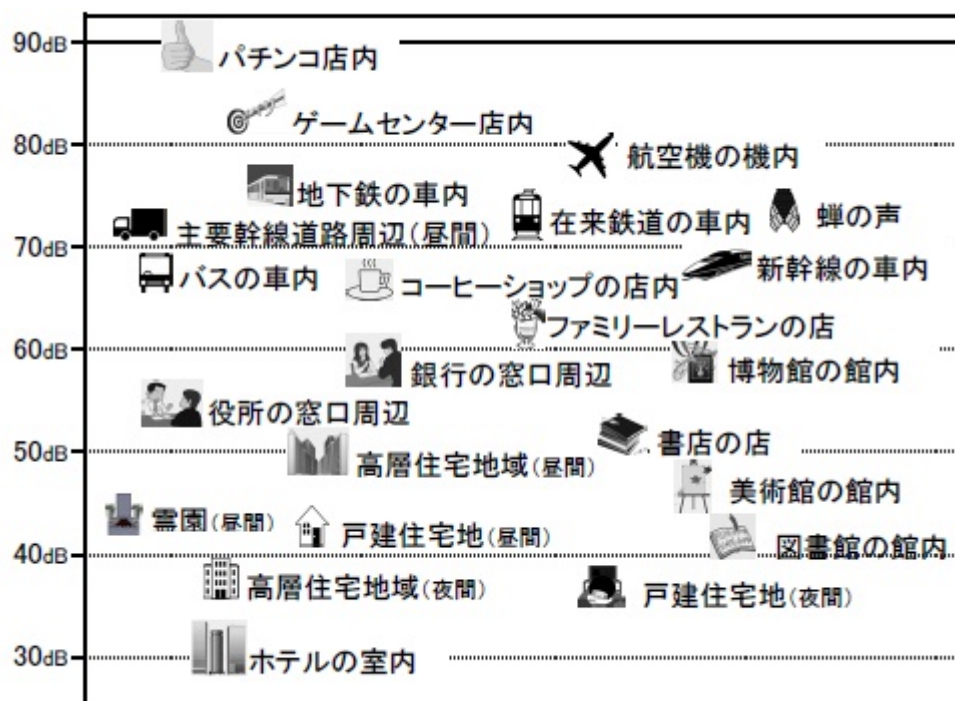 90dB
パチンコ店内
ゲームセンター店内
80dB
航空機の機内
地下鉄の車内
主要幹線道路周辺(昼間)
在来鉄道の車内
蝉の声
70dB
バスの車内
コーヒーショップの店内
新幹線の車内
ファミリーレストランの店
60dB
銀行の窓口周辺
博物館の館内
役所の窓口周辺
書店の店
50dB
高層住宅地域(昼間)
美術館の館内
霊園(昼間)
戸建住宅地(昼間)
図書館の館内
40dB
高層住宅地域(夜間)
戸建住宅地(夜間)
30dB
ホテルの室内